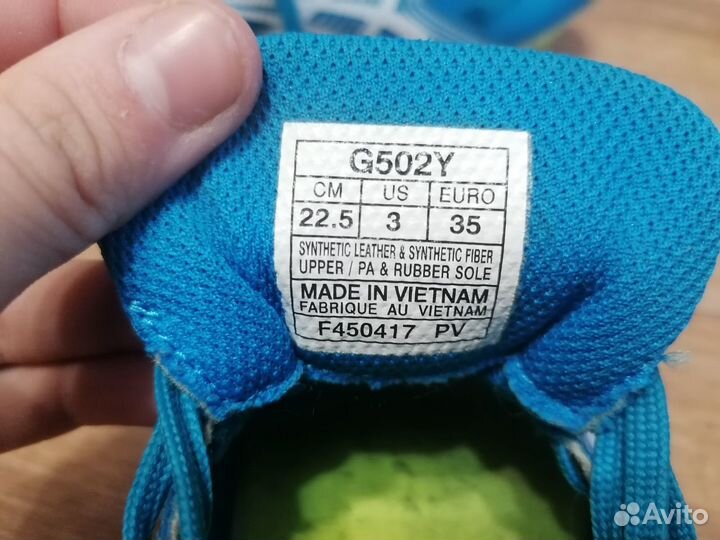 G502Y
CM US EURO
22.5 3 35
SYNTHETIC LEATHER & SYNTHETIC FIBER
UPPER / PA & RUBBER SOLE
MADE IN VIETNAM
FABRIQUE AU VIETNAM
F450417 PV
Avito